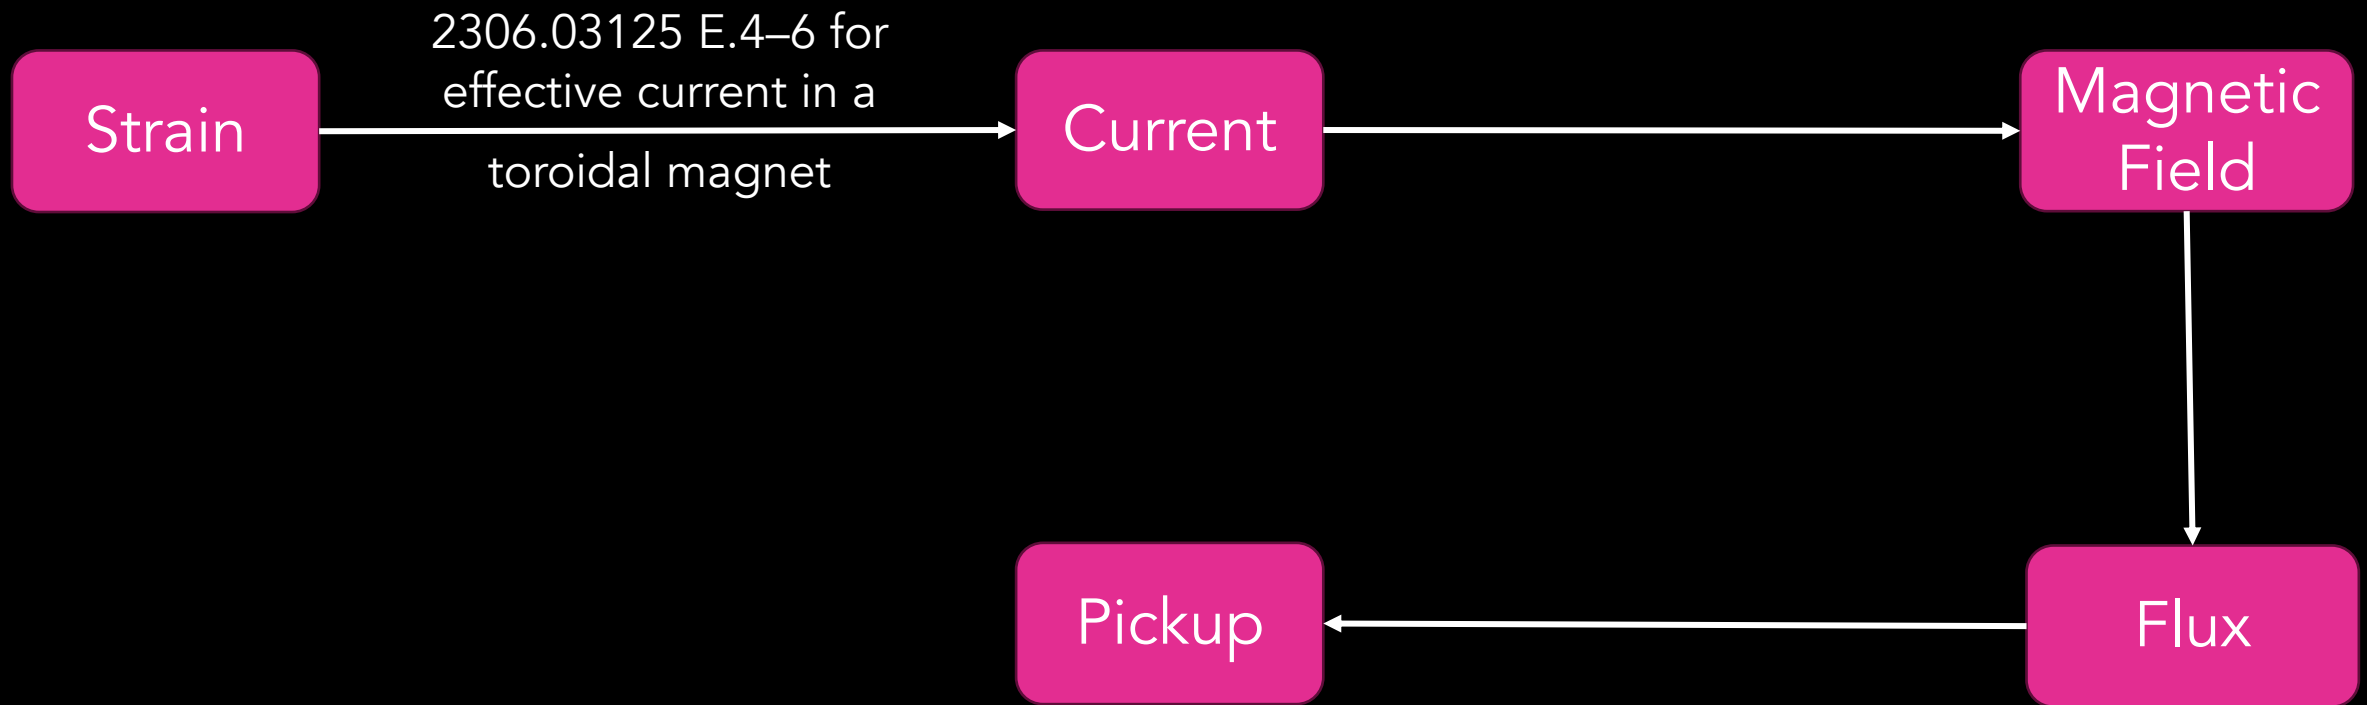 2306.03125 E.4–6 for
effective current in a
toroidal magnet
Strain
Current
Magnetic
Field
Pickup
Flux